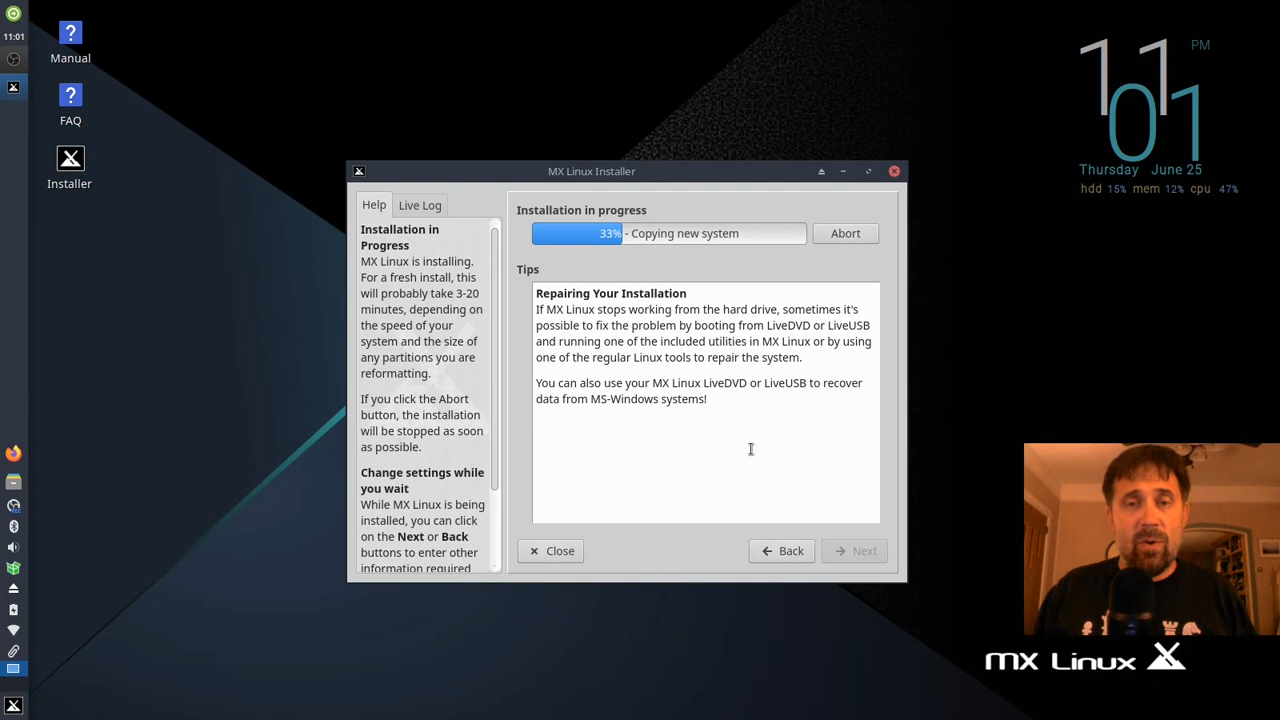 11:01
Manual
FAQ
Installer
11
PM
01
Thursday June 25
hdd 15% mem 12% cpu 47%
MX Linux Installer
Help
Live Log
Installation in
Progress
MX Linux is installing.
For a fresh install, this
will probably take 3-20
minutes, depending on
the speed of your
system and the size of
any partitions you are
reformatting.
If you click the Abort
button, the installation
will be stopped as soon
as possible.
Change settings while
you wait
While MX Linux is being
installed, you can click
on the Next or Back
buttons to enter other
information required
Installation in progress
33% - Copying new system
Abort
Tips
Repairing Your Installation
If MX Linux stops working from the hard drive, sometimes it's
possible to fix the problem by booting from LiveDVD or LiveUSB
and running one of the included utilities in MX Linux or by using
one of the regular Linux tools to repair the system.
You can also use your MX Linux LiveDVD or LiveUSB to recover
data from MS-Windows systems!
Close
Back
Next
MX Linux